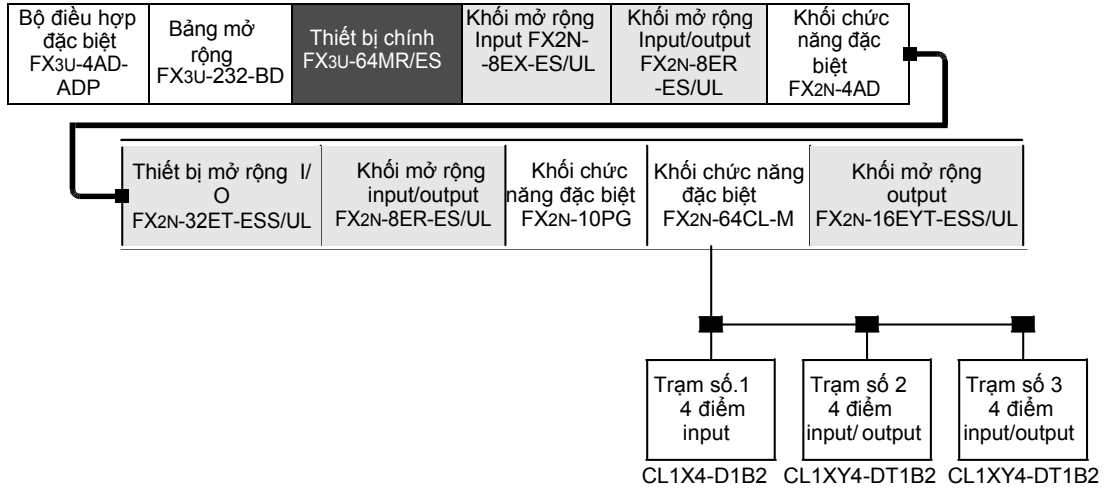 Bộ điều hợp
đặc biệt
FX3U-4AD-
ADP
Bảng mở
rộng
FX3U-232-BD
Thiết bị chính
FX3U-64MR/ES
Khối mở rộng
Input FX2N-
-8EX-ES/UL
Khối mở rộng
Input/output
FX2N-8ER
-ES/UL
Khối chức
năng đặc
biệt
FX2N-4AD
Thiết bị mở rộng I/
O
FX2N-32ET-ESS/UL
Khối mở rộng
input/output
FX2N-8ER-ES/UL
Khối chức
năng đặc biệt
FX2N-10PG
Khối chức năng
đặc biệt
FX2N-64CL-M
Khối mở rộng
output
FX2N-16EYT-ESS/UL
Trạm số.1
4 điểm
input
Trạm số 2
4 điểm
input/ output
Trạm số 3
4 điểm
input/output
CL1X4-D1B2
CL1XY4-DT1B2
CL1XY4-DT1B2